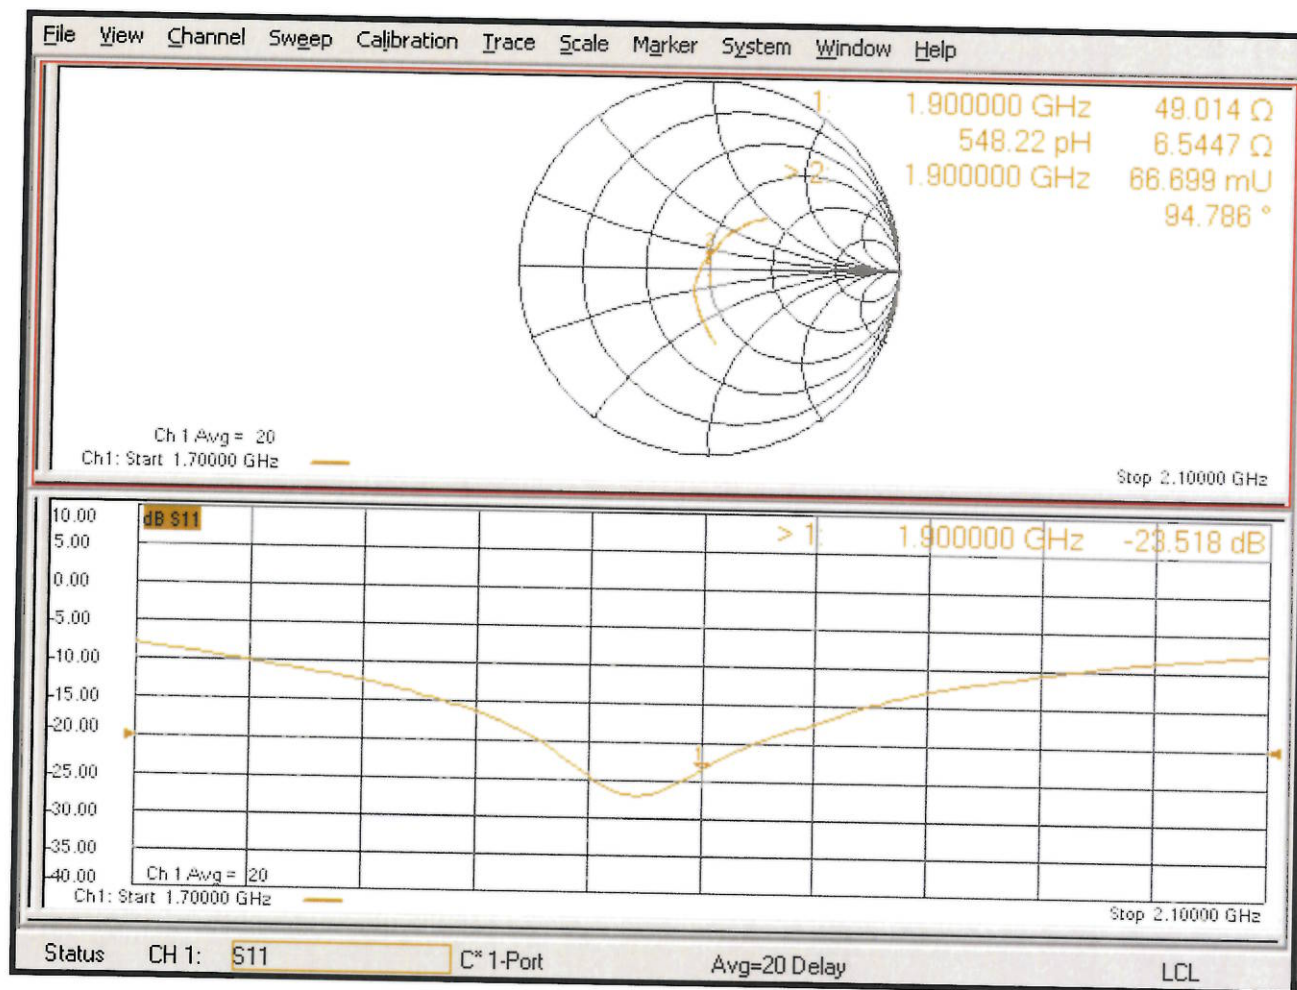 File View Channel Sweep Calibration Trace Scale Marker System Window Help
1: 1.900000 GHz 49.014 Ω
548.22 pH 6.5447 Ω
> 2: 1.900000 GHz 66.699 mU
94.786 °
Ch 1 Avg = 20
Ch1: Start 1.70000 GHz
Stop 2.10000 GHz
10.00
dB S11
> 1: 1.900000 GHz -23.518 dB
5.00
0.00
-5.00
-10.00
-15.00
-20.00
1
-25.00
-30.00
-35.00
-40.00
Ch 1 Avg = 20
Ch1: Start 1.70000 GHz
Stop 2.10000 GHz
Status CH 1: S11 C* 1-Port Avg=20 Delay LCL